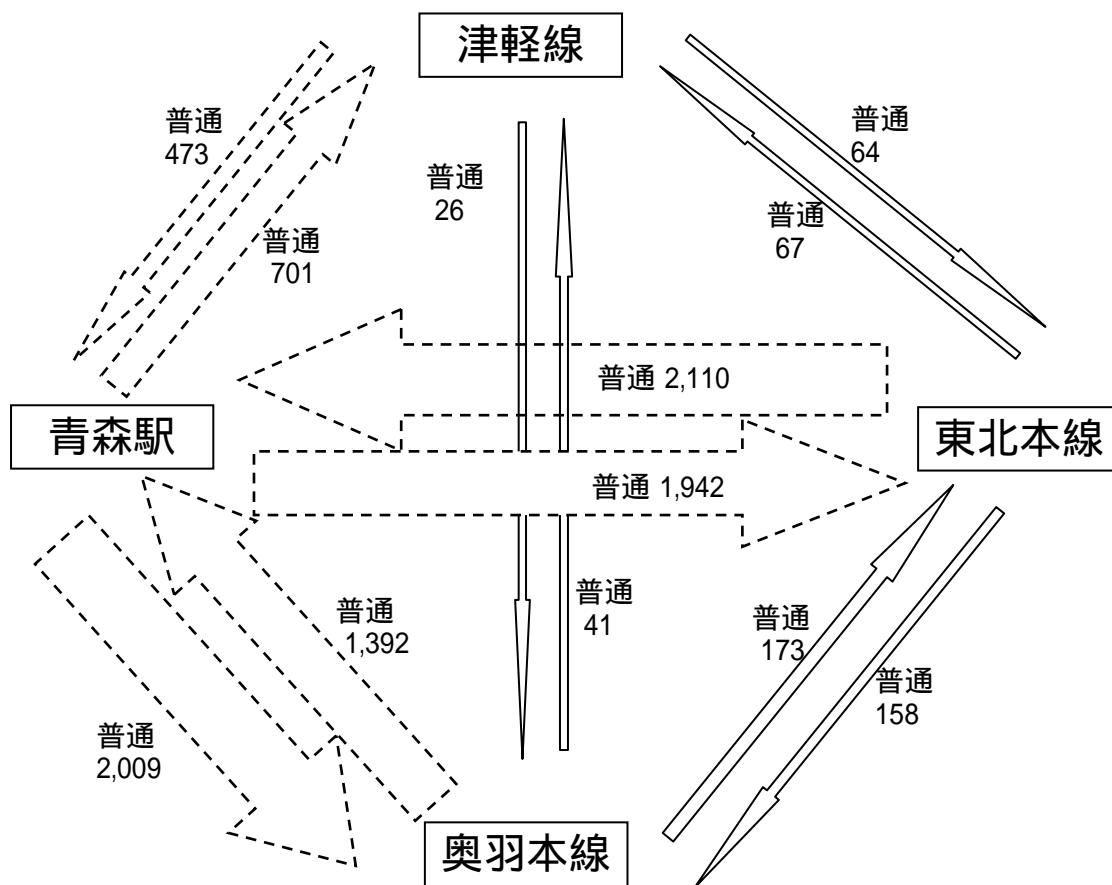 津軽線
普通
473
普通
64
普通
26
普通
67
普通
701
普通 2,110
青森駅
東北本線
普通 1,942
普通
41
普通
1,392
普通
173
普通
158
普通
2,009
奥羽本線